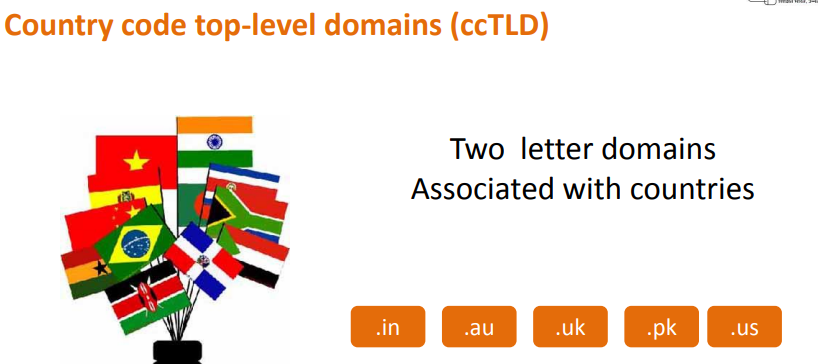 Country code top-level domains (ccTLD)
Two letter domains
Associated with countries
.in
.au
.uk
.pk
.us